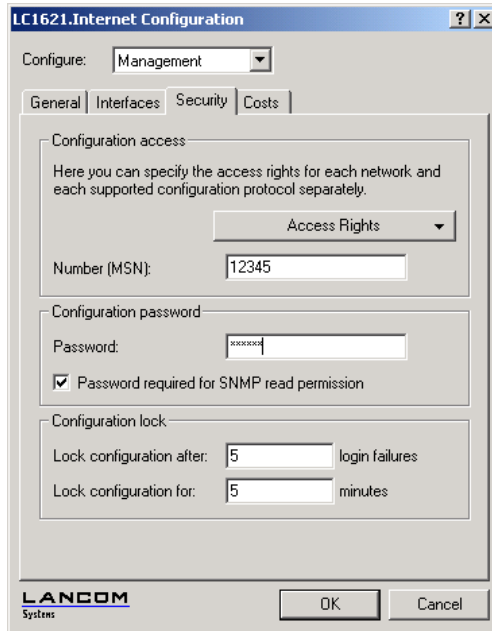 LC1621.Internet Configuration
Configure: Management
General Interfaces Security Costs
Configuration access
Here you can specify the access rights for each network and
each supported configuration protocol separately.
Access Rights
Number (MSN): 12345
Configuration password
Password: ******
Password required for SNMP read permission
Configuration lock
Lock configuration after: 5 login failures
Lock configuration for: 5 minutes
LANCOM
Systems
OK Cancel